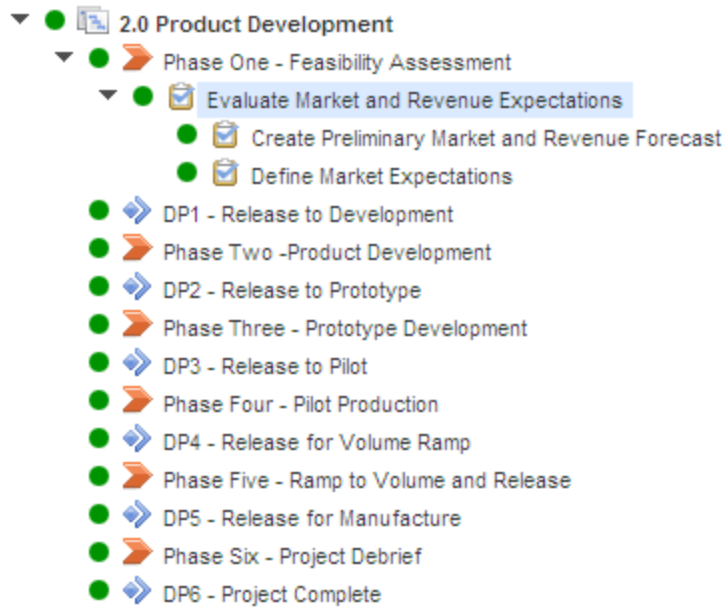 2.0 Product Development
Phase One - Feasibility Assessment
Evaluate Market and Revenue Expectations
Create Preliminary Market and Revenue Forecast
Define Market Expectations
DP1 - Release to Development
Phase Two -Product Development
DP2 - Release to Prototype
Phase Three - Prototype Development
DP3 - Release to Pilot
Phase Four - Pilot Production
DP4 - Release for Volume Ramp
Phase Five - Ramp to Volume and Release
DP5 - Release for Manufacture
Phase Six - Project Debrief
DP6 - Project Complete